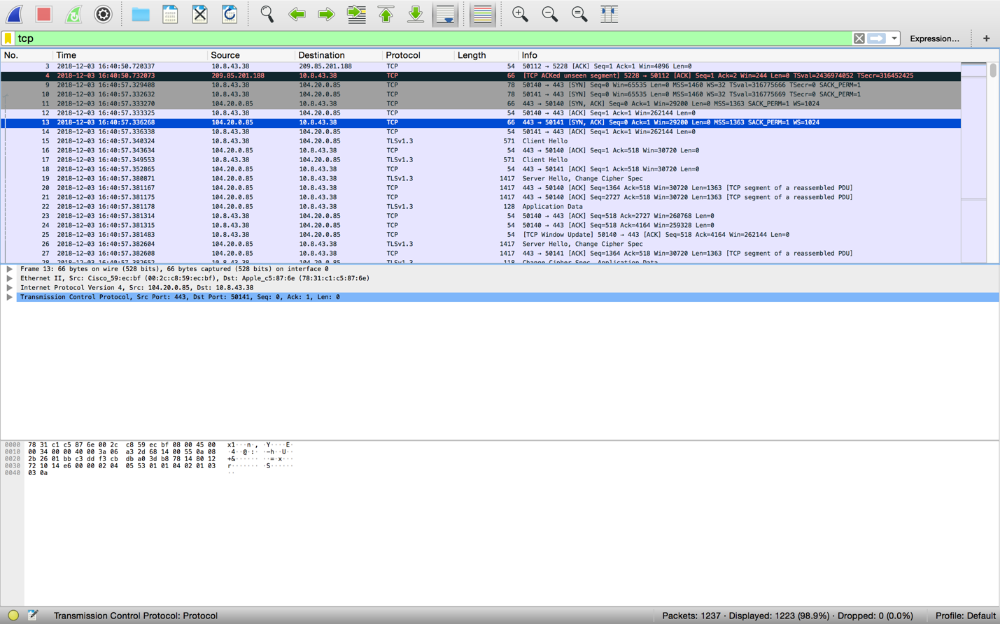 tcp
Expression... +
No. Time Source Destination Protocol Length Info
3 2018-12-03 16:40:50.720337 10.8.43.38 209.85.201.188 TCP 54 50112 → 5228 [ACK] Seq=1 Ack=1 Win=4096 Len=0
4 2018-12-03 16:40:50.732073 209.85.201.188 10.8.43.38 TCP 66 [TCP ACKed unseen segment] 5228 → 50112 [ACK] Seq=1 Ack=2 Win=244 Len=0 TSval=2436974052 TSecr=316452425
9 2018-12-03 16:40:57.329408 10.8.43.38 104.20.0.85 TCP 78 50140 → 443 [SYN] Seq=0 Win=65535 Len=0 MSS=1460 WS=32 TSval=316775666 TSecr=0 SACK_PERM=1
10 2018-12-03 16:40:57.332632 10.8.43.38 104.20.0.85 TCP 78 50141 → 443 [SYN] Seq=0 Win=65535 Len=0 MSS=1460 WS=32 TSval=316775669 TSecr=0 SACK_PERM=1
11 2018-12-03 16:40:57.333270 104.20.0.85 10.8.43.38 TCP 66 443 → 50140 [SYN, ACK] Seq=0 Ack=1 Win=29200 Len=0 MSS=1363 SACK_PERM=1 WS=1024
12 2018-12-03 16:40:57.333325 10.8.43.38 104.20.0.85 TCP 54 50140 → 443 [ACK] Seq=1 Ack=1 Win=262144 Len=0
13 2018-12-03 16:40:57.336268 104.20.0.85 10.8.43.38 TCP 66 443 → 50141 [SYN, ACK] Seq=0 Ack=1 Win=29200 Len=0 MSS=1363 SACK_PERM=1 WS=1024
14 2018-12-03 16:40:57.336338 10.8.43.38 104.20.0.85 TCP 54 50141 → 443 [ACK] Seq=1 Ack=1 Win=262144 Len=0
15 2018-12-03 16:40:57.340324 10.8.43.38 104.20.0.85 TLSv1.3 571 Client Hello
16 2018-12-03 16:40:57.343634 104.20.0.85 10.8.43.38 TCP 54 443 → 50140 [ACK] Seq=1 Ack=518 Win=30720 Len=0
17 2018-12-03 16:40:57.349553 10.8.43.38 104.20.0.85 TLSv1.3 571 Client Hello
18 2018-12-03 16:40:57.352865 104.20.0.85 10.8.43.38 TCP 54 443 → 50141 [ACK] Seq=1 Ack=518 Win=30720 Len=0
19 2018-12-03 16:40:57.380871 104.20.0.85 10.8.43.38 TLSv1.3 1417 Server Hello, Change Cipher Spec
20 2018-12-03 16:40:57.381167 104.20.0.85 10.8.43.38 TCP 1417 443 → 50140 [ACK] Seq=1364 Ack=518 Win=30720 Len=1363 [TCP segment of a reassembled PDU]
21 2018-12-03 16:40:57.381175 104.20.0.85 10.8.43.38 TCP 1417 443 → 50140 [ACK] Seq=2727 Ack=518 Win=30720 Len=1363 [TCP segment of a reassembled PDU]
22 2018-12-03 16:40:57.381178 104.20.0.85 10.8.43.38 TLSv1.3 128 Application Data
23 2018-12-03 16:40:57.381314 10.8.43.38 104.20.0.85 TCP 54 50140 → 443 [ACK] Seq=518 Ack=2727 Win=260768 Len=0
24 2018-12-03 16:40:57.381315 10.8.43.38 104.20.0.85 TCP 54 50140 → 443 [ACK] Seq=518 Ack=4164 Win=259328 Len=0
25 2018-12-03 16:40:57.381483 10.8.43.38 104.20.0.85 TCP 54 [TCP Window Update] 50140 → 443 [ACK] Seq=518 Ack=4164 Win=262144 Len=0
26 2018-12-03 16:40:57.382604 104.20.0.85 10.8.43.38 TLSv1.3 1417 Server Hello, Change Cipher Spec
27 2018-12-03 16:40:57.382608 104.20.0.85 10.8.43.38 TCP 1417 443 → 50141 [ACK] Seq=1364 Ack=518 Win=30720 Len=1363 [TCP segment of a reassembled PDU]
28 2018-12-03 16:40:57.382652 104.20.0.85 10.8.43.38 TLSv1.3 118 Change Cipher Spec, Application Data
Frame 13: 66 bytes on wire (528 bits), 66 bytes captured (528 bits) on interface 0
Ethernet II, Src: Cisco_59:ec:bf (00:2c:c8:59:ec:bf), Dst: Apple_c5:87:6e (78:31:c1:c5:87:6e)
Internet Protocol Version 4, Src: 104.20.0.85, Dst: 10.8.43.38
Transmission Control Protocol, Src Port: 443, Dst Port: 50141, Seq: 0, Ack: 1, Len: 0
0000 78 31 c1 c5 87 6e 00 2c c8 59 ec bf 08 00 45 00 x1···n·, ·Y····E·
0010 00 34 00 00 40 00 3a 06 a3 2d 68 14 00 55 0a 08 ·4··@·:· ·-h··U··
0020 2b 26 01 bb c3 dd f3 cb db a0 3d b8 78 14 80 12 +&······ ··=·x···
0030 72 10 14 e6 00 00 02 04 05 53 01 01 04 02 01 03 r······· ·S······
0040 03 0a ··
Transmission Control Protocol: Protocol
Packets: 1237 · Displayed: 1223 (98.9%) · Dropped: 0 (0.0%)
Profile: Default